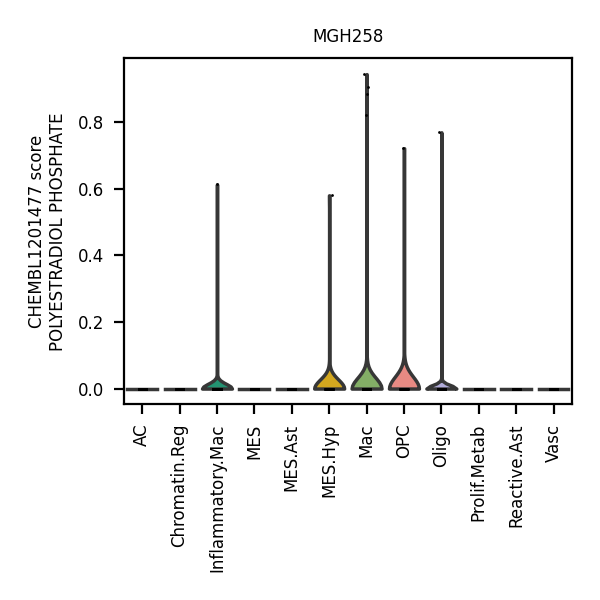 MGH258
CHEMBL1201477 score
POLYESTRADIOL PHOSPHATE
0.8
0.6
0.4
0.2
0.0
AC
Chromatin.Reg
Inflammatory.Mac
MES
MES.Ast
MES.Hyp
Mac
OPC
Oligo
Prolif.Metab
Reactive.Ast
Vasc